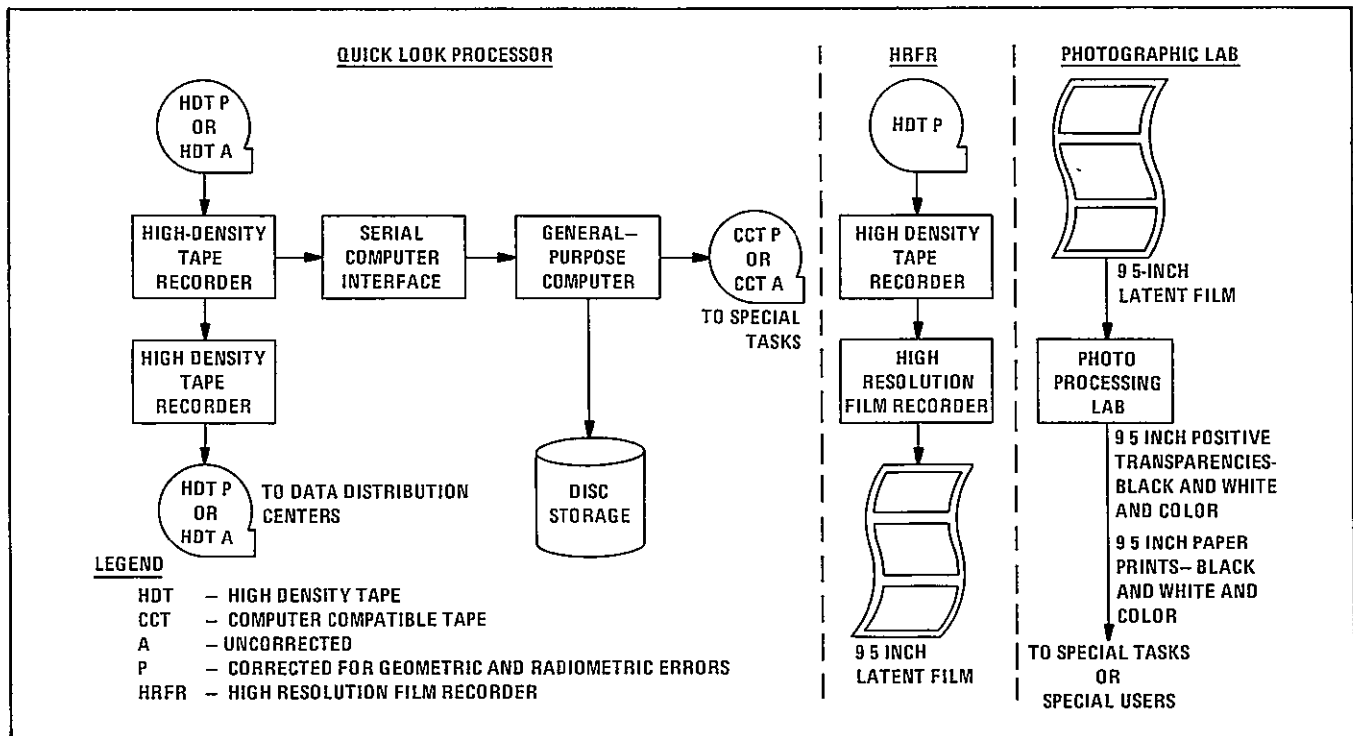 QUICK LOOK PROCESSOR
HDT P
OR
HDT A
HIGH-DENSITY
TAPE
RECORDER
SERIAL
COMPUTER
INTERFACE
GENERAL—
PURPOSE
COMPUTER
CCT P
OR
CCT A
TO SPECIAL
TASKS
HIGH DENSITY
TAPE
RECORDER
HDT P
OR
HDT A
TO DATA DISTRIBUTION
CENTERS
DISC
STORAGE
LEGEND
HDT – HIGH DENSITY TAPE
CCT – COMPUTER COMPATIBLE TAPE
A – UNCORRECTED
P – CORRECTED FOR GEOMETRIC AND RADIOMETRIC ERRORS
HRFR – HIGH RESOLUTION FILM RECORDER
HRFR
HDT P
HIGH DENSITY
TAPE
RECORDER
HIGH
RESOLUTION
FILM RECORDER
9 5 INCH
LATENT FILM
PHOTOGRAPHIC LAB
9 5-INCH
LATENT FILM
PHOTO
PROCESSING
LAB
9 5 INCH POSITIVE
TRANSPARENCIES-
BLACK AND WHITE
AND COLOR
9 5 INCH PAPER
PRINTS– BLACK
AND WHITE AND
COLOR
TO SPECIAL TASKS
OR
SPECIAL USERS